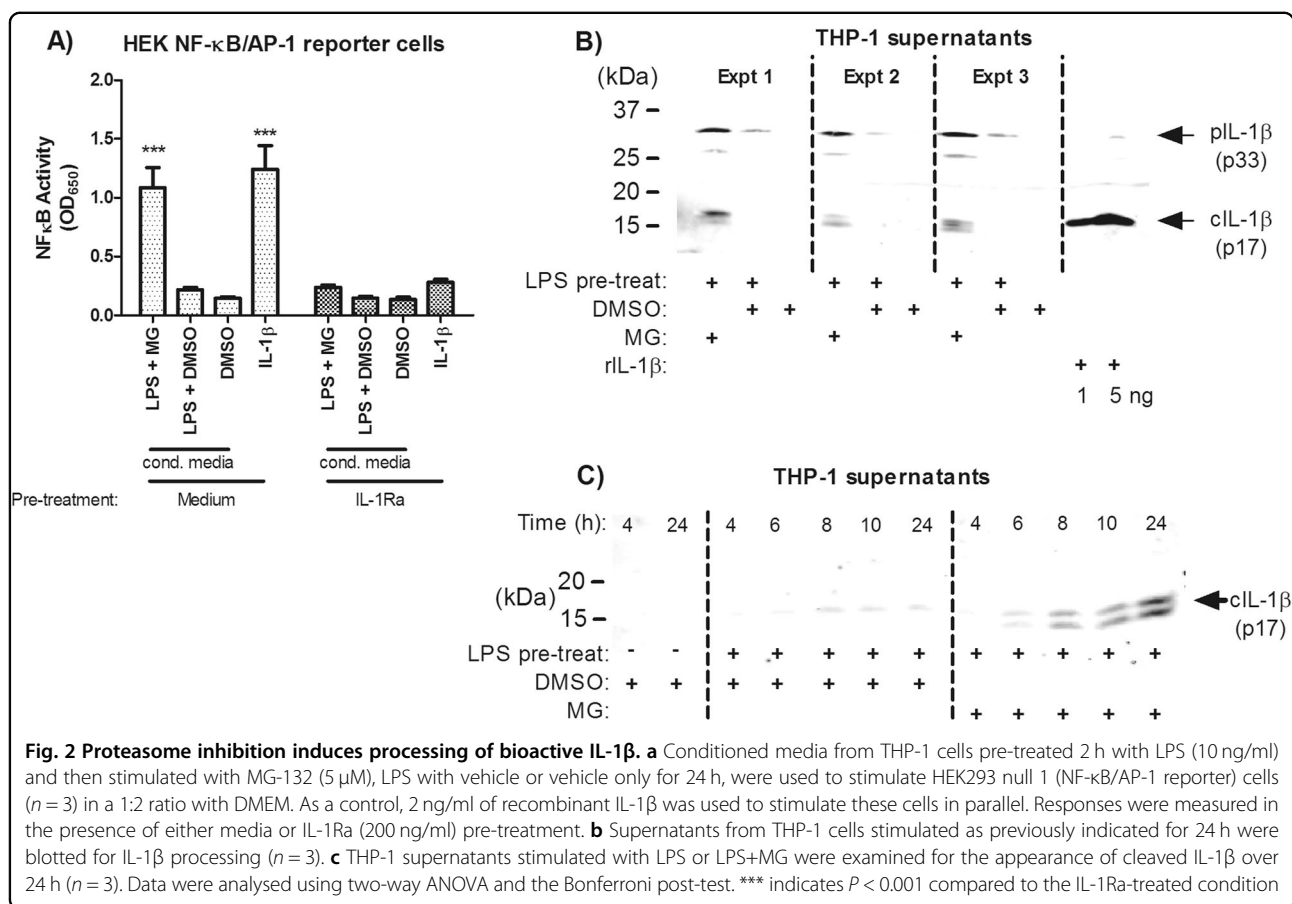 A) HEK NF-κB/AP-1 reporter cells
NFκB Activity
(OD650)
2.0
1.5
1.0
0.5
0.0
***
***
LPS + MG
LPS + DMSO
DMSO
IL-1β
LPS + MG
LPS + DMSO
DMSO
IL-1β
cond. media
cond. media
Pre-treatment: Medium IL-1Ra
B) THP-1 supernatants
(kDa) Expt 1 Expt 2 Expt 3
37
25
20
15
pIL-1β
(p33)
cIL-1β
(p17)
LPS pre-treat: + + + + + +
DMSO: + + + + + +
MG: + + +
rIL-1β: + +
1 5 ng
C) THP-1 supernatants
Time (h): 4 24 4 6 8 10 24 4 6 8 10 24
20
(kDa)
15
cIL-1β
(p17)
LPS pre-treat: - - + + + + + + + + + +
DMSO: + + + + + + +
MG: + + + + +
Fig. 2 Proteasome inhibition induces processing of bioactive IL-1β. a Conditioned media from THP-1 cells pre-treated 2 h with LPS (10 ng/ml)
and then stimulated with MG-132 (5 µM), LPS with vehicle or vehicle only for 24 h, were used to stimulate HEK293 null 1 (NF-κB/AP-1 reporter) cells
(n = 3) in a 1:2 ratio with DMEM. As a control, 2 ng/ml of recombinant IL-1β was used to stimulate these cells in parallel. Responses were measured in
the presence of either media or IL-1Ra (200 ng/ml) pre-treatment. b Supernatants from THP-1 cells stimulated as previously indicated for 24 h were
blotted for IL-1β processing (n = 3). c THP-1 supernatants stimulated with LPS or LPS+MG were examined for the appearance of cleaved IL-1β over
24 h (n = 3). Data were analysed using two-way ANOVA and the Bonferroni post-test. *** indicates P < 0.001 compared to the IL-1Ra-treated condition